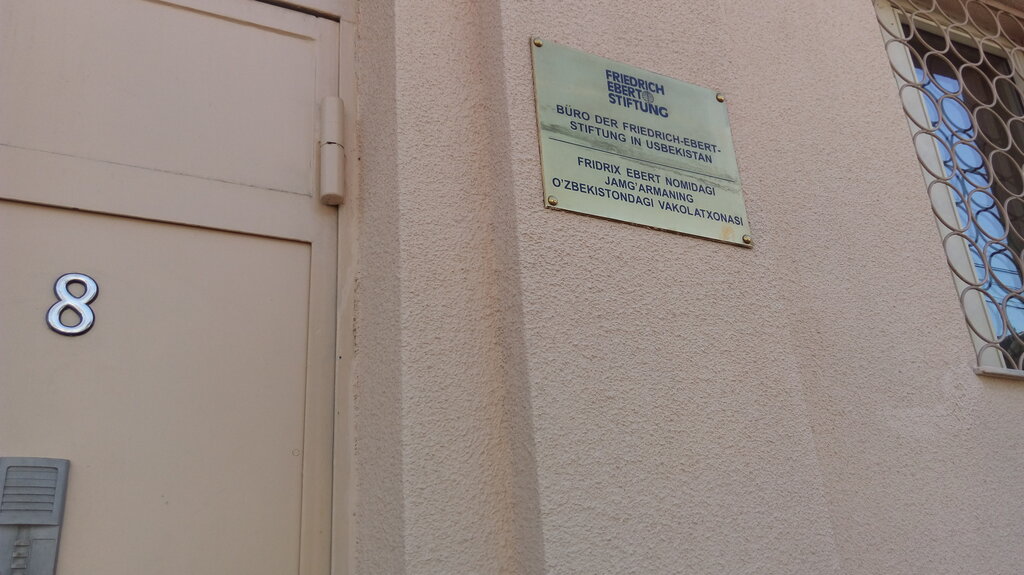 8
FRIEDRICH
EBERT
STIFTUNG
BÜRO DER FRIEDRICH-EBERT-
STIFTUNG IN USBEKISTAN
FRIDRIX EBERT NOMIDAGI
JAMG'ARMANING
O'ZBEKISTONDAGI VAKOLATXONASI